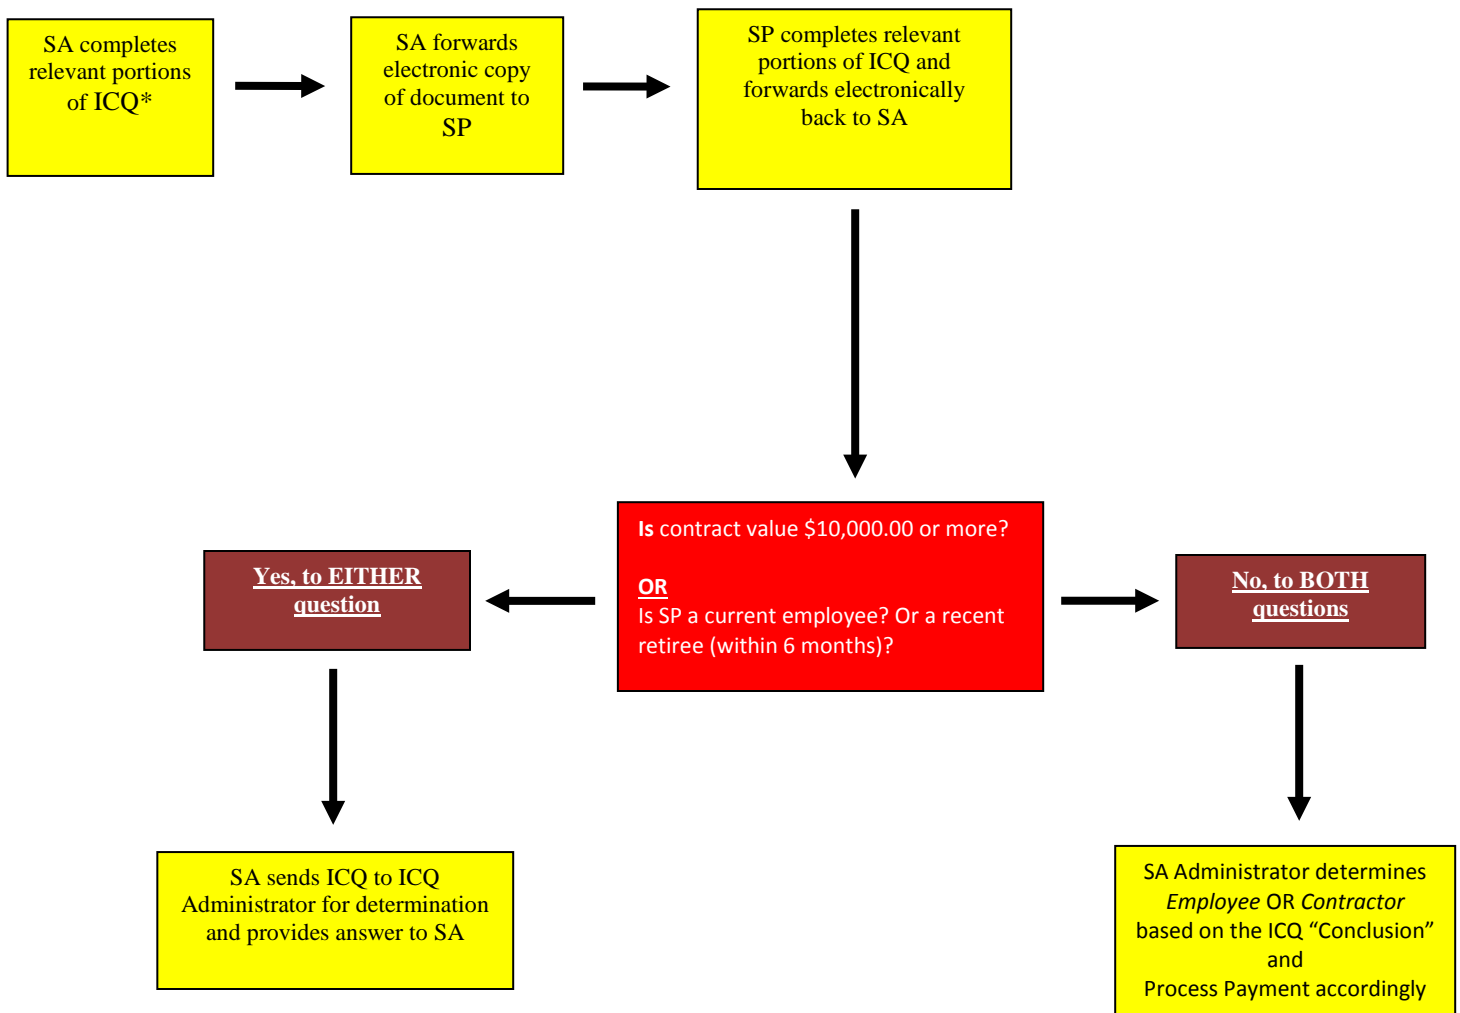 SA completes
relevant portions
of ICQ*
SA forwards
electronic copy
of document to
SP
SP completes relevant
portions of ICQ and
forwards electronically
back to SA
Is contract value $10,000.00 or more?
OR
Is SP a current employee? Or a recent
retiree (within 6 months)?
Yes, to EITHER
question
No, to BOTH
questions
SA sends ICQ to ICQ
Administrator for determination
and provides answer to SA
SA Administrator determines
Employee OR Contractor
based on the ICQ “Conclusion”
and
Process Payment accordingly